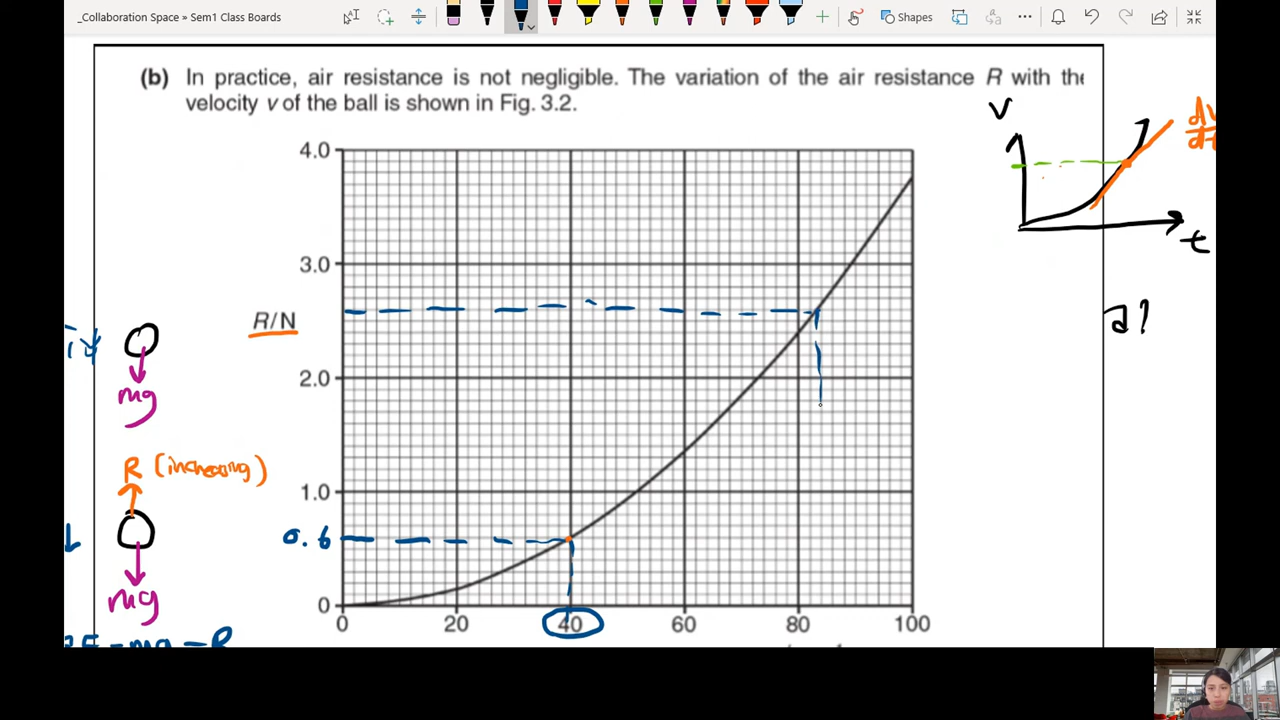 _Collaboration Space » Sem1 Class Boards
Shapes
(b) In practice, air resistance is not negligible. The variation of the air resistance R with the
velocity v of the ball is shown in Fig. 3.2.
v
t
a?
4.0
3.0
R/N
2.0
1.0
0.6
0
0 20 40 60 80 100
mg
R (increasing)
mg
= mg - R